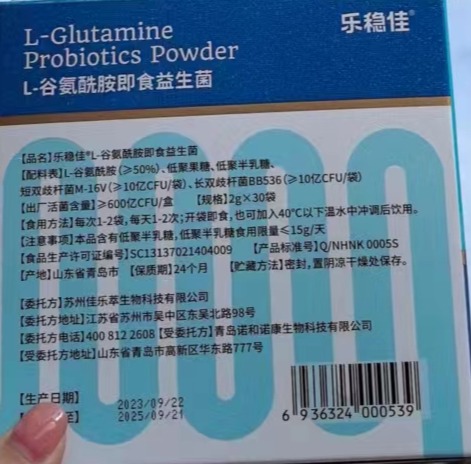 L-Glutamine
Probiotics Powder
乐稳佳®
L-谷氨酰胺即食益生菌
【品名】乐稳佳®L-谷氨酰胺即食益生菌
【配料表】L-谷氨酰胺（≥50%）、低聚果糖、低聚半乳糖、
短双歧杆菌M-16V（≥10亿CFU/袋）、长双歧杆菌BB536（≥10亿CFU/袋）
【出厂活菌含量】≥600亿CFU/盒 【规格】2g×30袋
【食用方法】每次1-2袋，每天1-2次；开袋即食，也可加入40℃以下温水中冲调后饮用。
【注意事项】本品含有低聚半乳糖，低聚半乳糖食用限量≤15g/天
【食品生产许可证编号】SC13137021404009 【产品标准号】Q/NHNK 0005S
【产地】山东省青岛市 【保质期】24个月 【贮藏方法】密封，置阴凉干燥处保存。
【委托方】苏州佳乐萃生物科技有限公司
【委托方地址】江苏省苏州市吴中区东吴北路98号
【委托方电话】400 812 2608 【受委托方】青岛诺和诺康生物科技有限公司
【受委托方地址】山东省青岛市高新区华东路777号
【生产日期】 2023/09/22
至】 2025/09/21
6 936324 000539